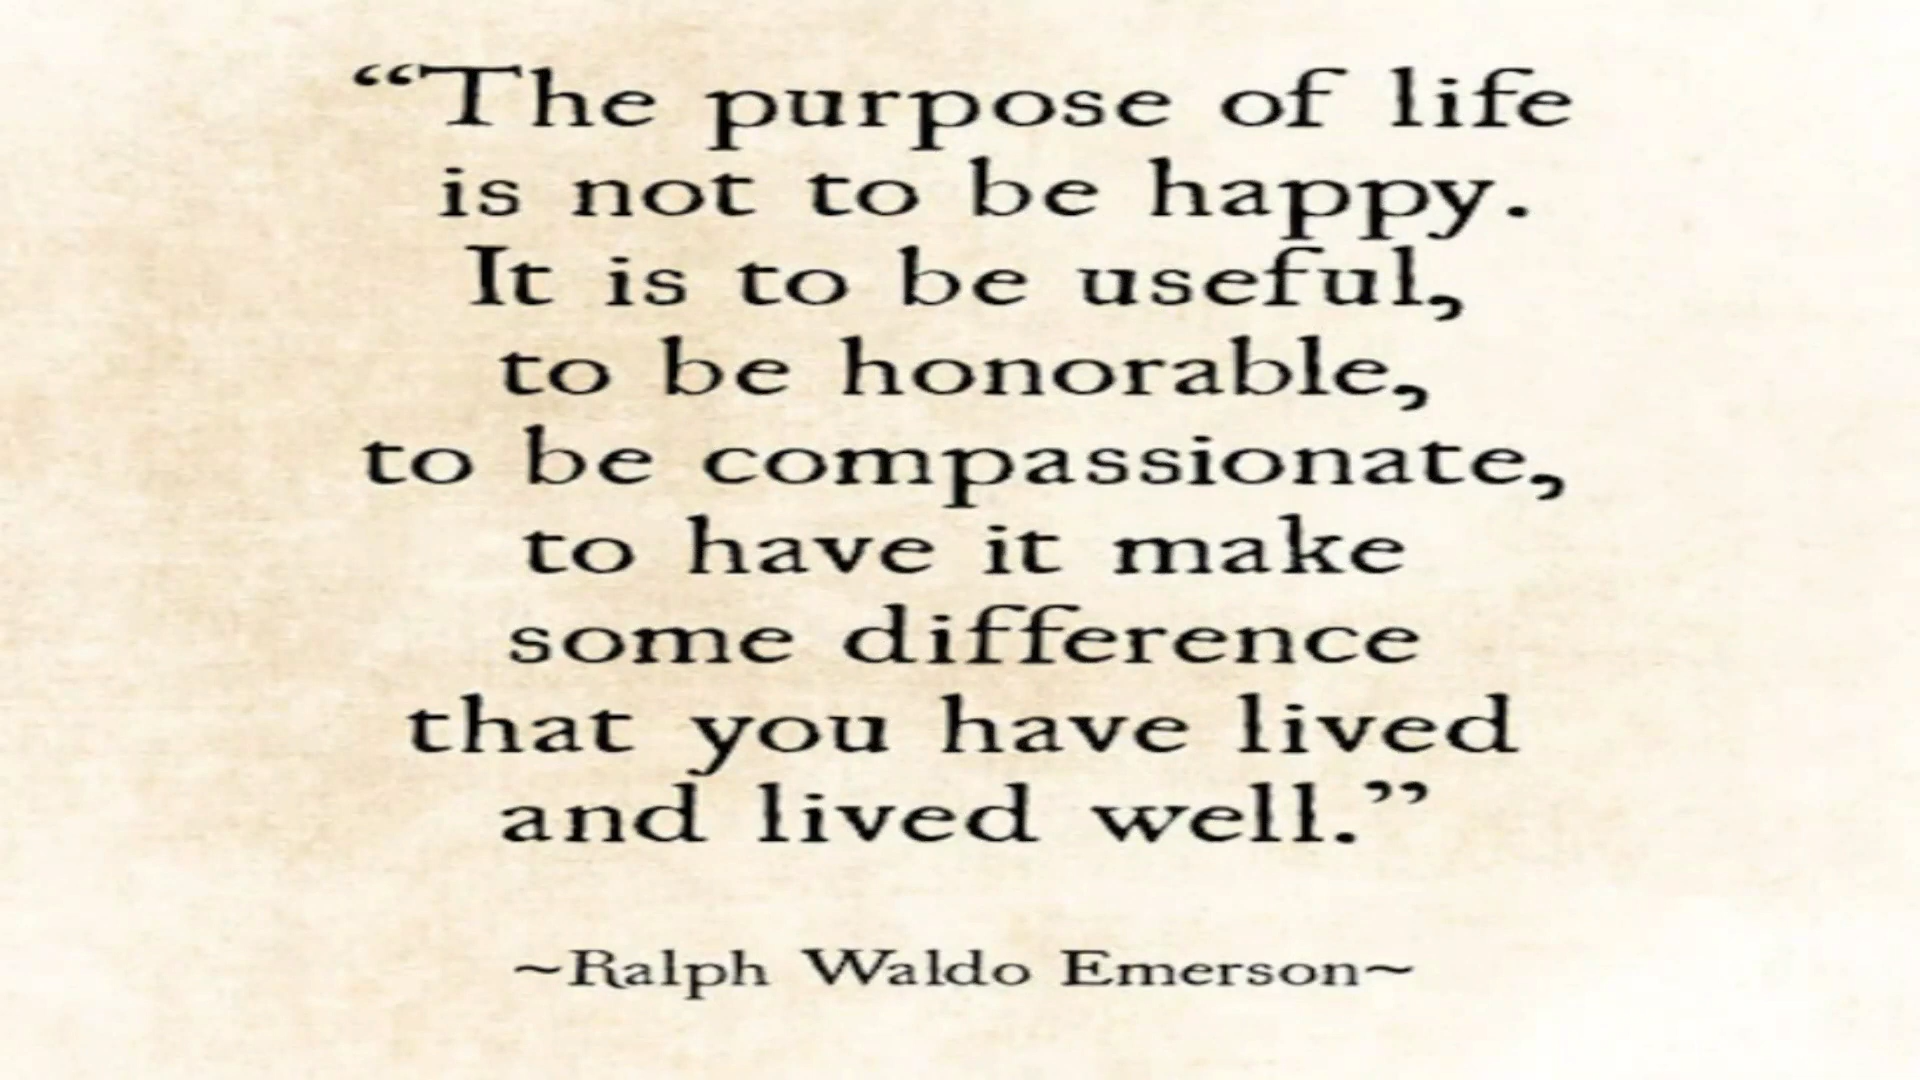 “The purpose of life
is not to be happy.
It is to be useful,
to be honorable,
to be compassionate,
to have it make
some difference
that you have lived
and lived well.”
~Ralph Waldo Emerson~